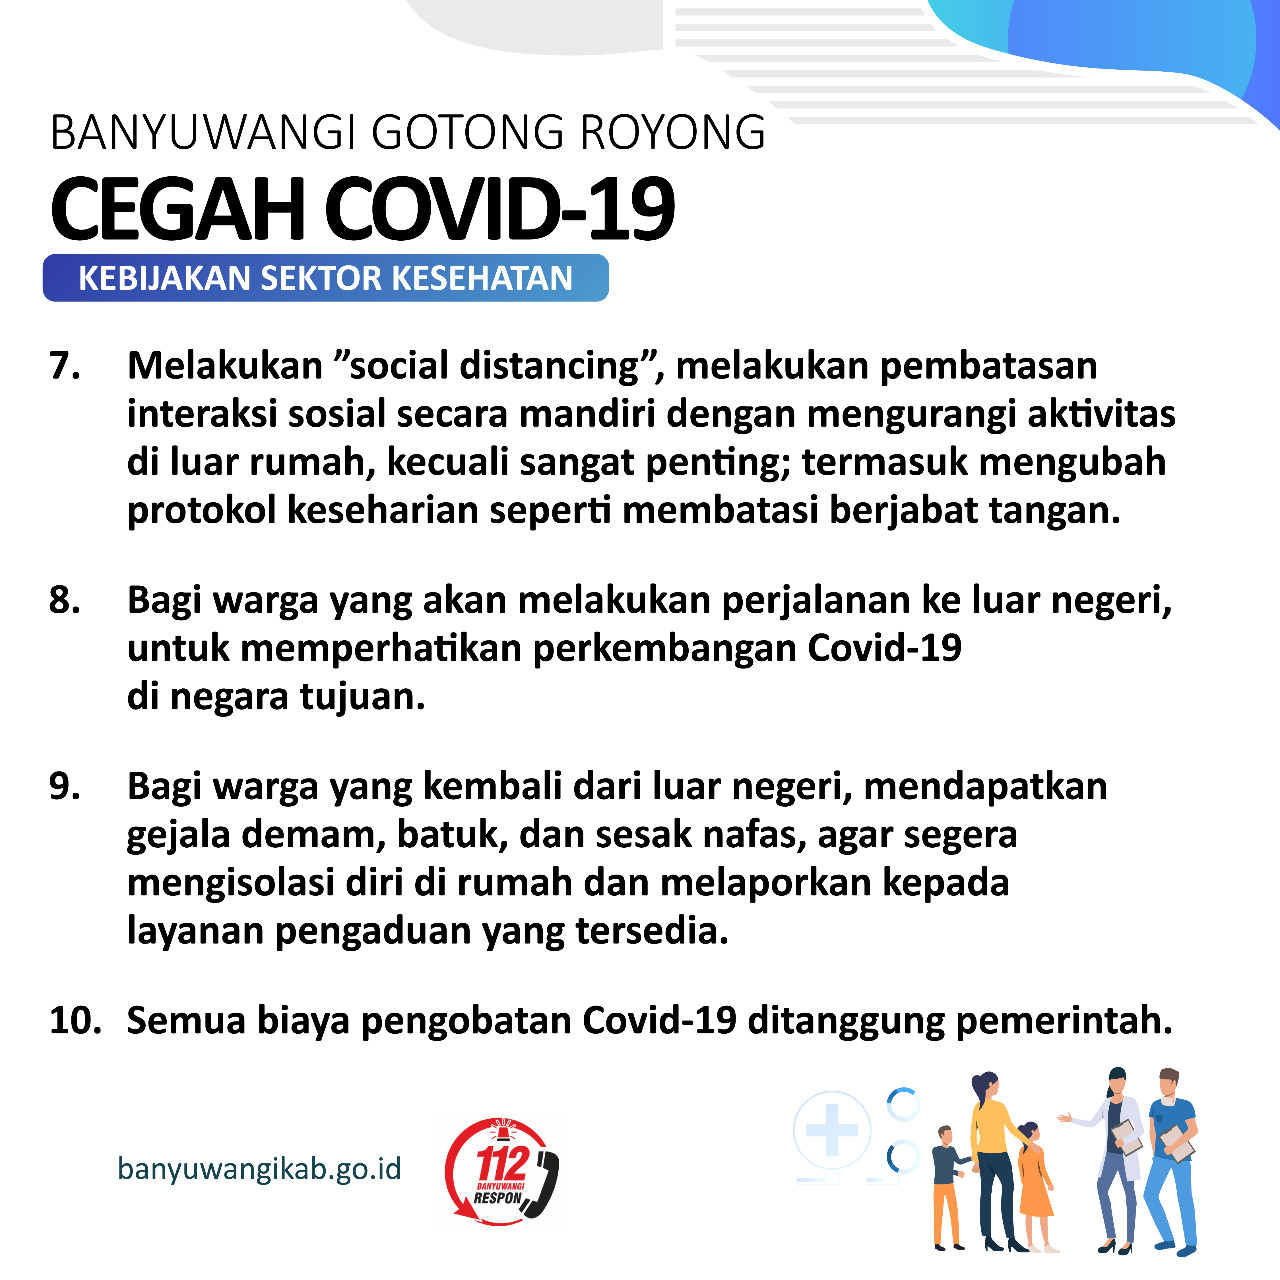 BANYUWANGI GOTONG ROYONG
CEGAH COVID-19
KEBIJAKAN SEKTOR KESEHATAN
7. Melakukan ”social distancing”, melakukan pembatasan
interaksi sosial secara mandiri dengan mengurangi aktivitas
di luar rumah, kecuali sangat penting; termasuk mengubah
protokol keseharian seperti membatasi berjabat tangan.
8. Bagi warga yang akan melakukan perjalanan ke luar negeri,
untuk memperhatikan perkembangan Covid-19
di negara tujuan.
9. Bagi warga yang kembali dari luar negeri, mendapatkan
gejala demam, batuk, dan sesak nafas, agar segera
mengisolasi diri di rumah dan melaporkan kepada
layanan pengaduan yang tersedia.
10. Semua biaya pengobatan Covid-19 ditanggung pemerintah.
banyuwangikab.go.id
112
BANYUWANGI
RESPON